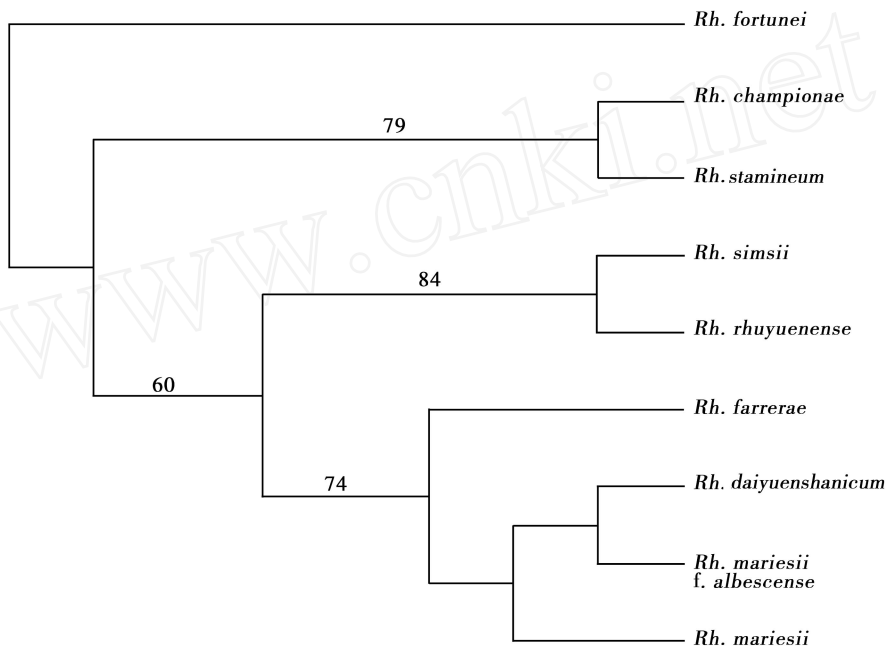 Rh. fortunei
Rh. championae
79
Rh. stamineum
Rh. simsii
84
Rh. rhuyuenense
60
Rh. farrerae
74
Rh. daiyuenshanicum
Rh. mariesii
f. albescense
Rh. mariesii
www.cnki.net